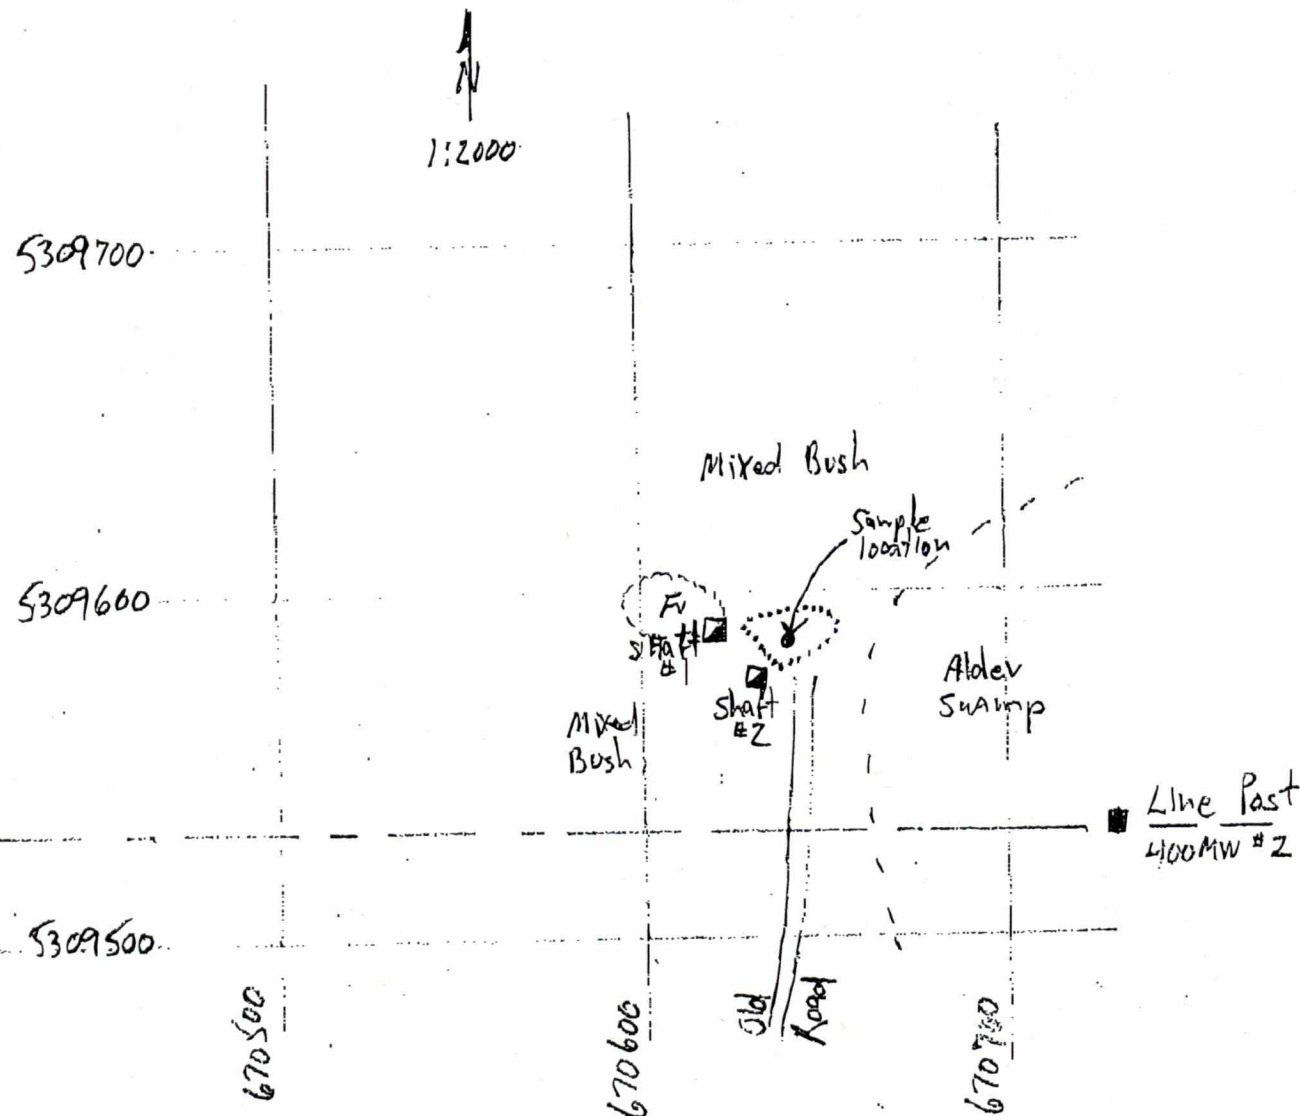 N
1:2000
5309700
Mixed Bush
Sample
location
5309600
Fv
Shaft
#1
Shaft
#2
Alder
Swamp
Mixed
Bush
Line Post
400MW #2
5309500
670500
670600
Old
Road
670700